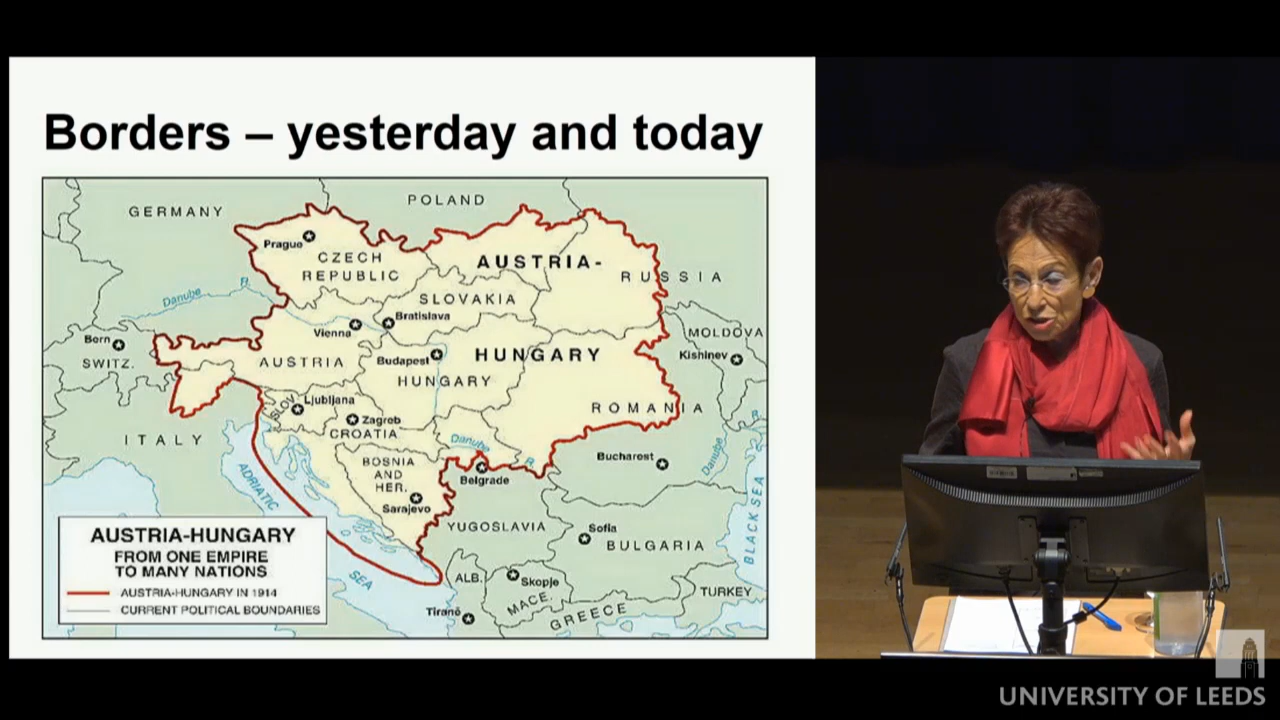 Borders – yesterday and today
GERMANY
POLAND
Prague
CZECH
REPUBLIC
AUSTRIA-
RUSSIA
Danube
R.
SLOVAKIA
Bratislava
Vienna
MOLDOVA
Bern
SWITZ.
AUSTRIA
Budapest
HUNGARY
Kishinev
HUNGARY
SLOV.
Ljubljana
ROMANIA
R.
Zagreb
CROATIA
ITALY
Danube
R.
BOSNIA
AND
HER.
Bucharest
Danube
ADRIATIC
Belgrade
Sarajevo
BLACK SEA
YUGOSLAVIA
Sofia
BULGARIA
AUSTRIA-HUNGARY
FROM ONE EMPIRE
TO MANY NATIONS
AUSTRIA-HUNGARY IN 1914
CURRENT POLITICAL BOUNDARIES
SEA
ALB.
Skopje
MACE.
TURKEY
Tiranë
GREECE
UNIVERSITY OF LEEDS